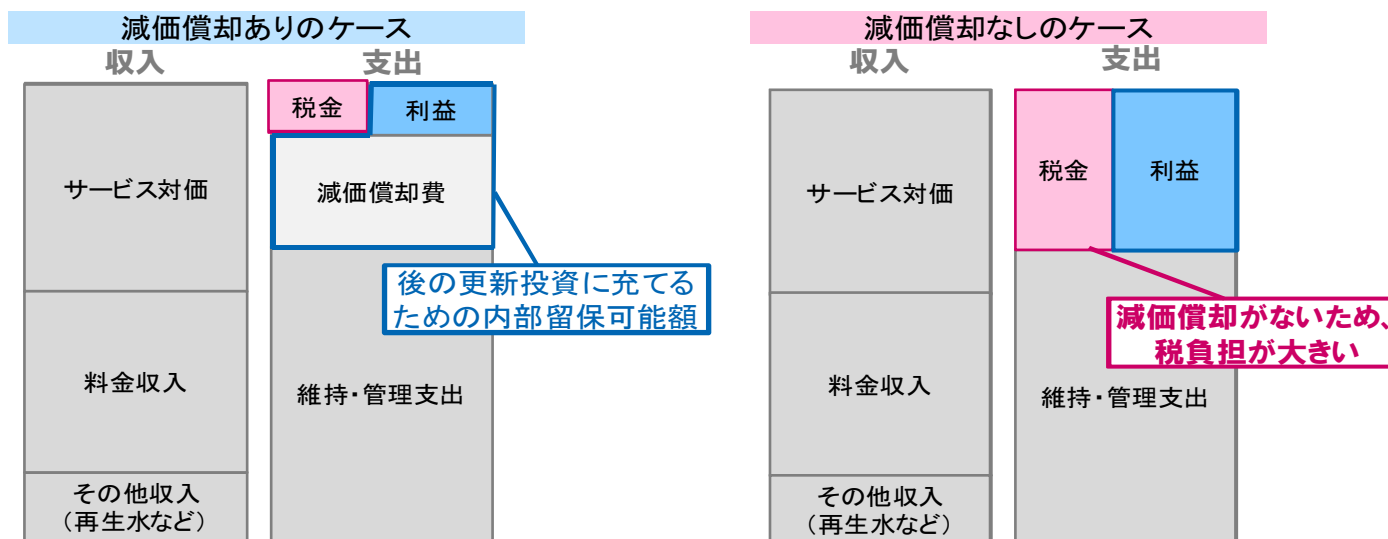 減価償却ありのケース
収入
支出
税金
利益
サービス対価
減価償却費
後の更新投資に充てる
ための内部留保可能額
料金収入
維持・管理支出
その他収入
（再生水など）
減価償却なしのケース
収入
支出
サービス対価
税金
利益
減価償却がないため、
税負担が大きい
料金収入
維持・管理支出
その他収入
（再生水など）